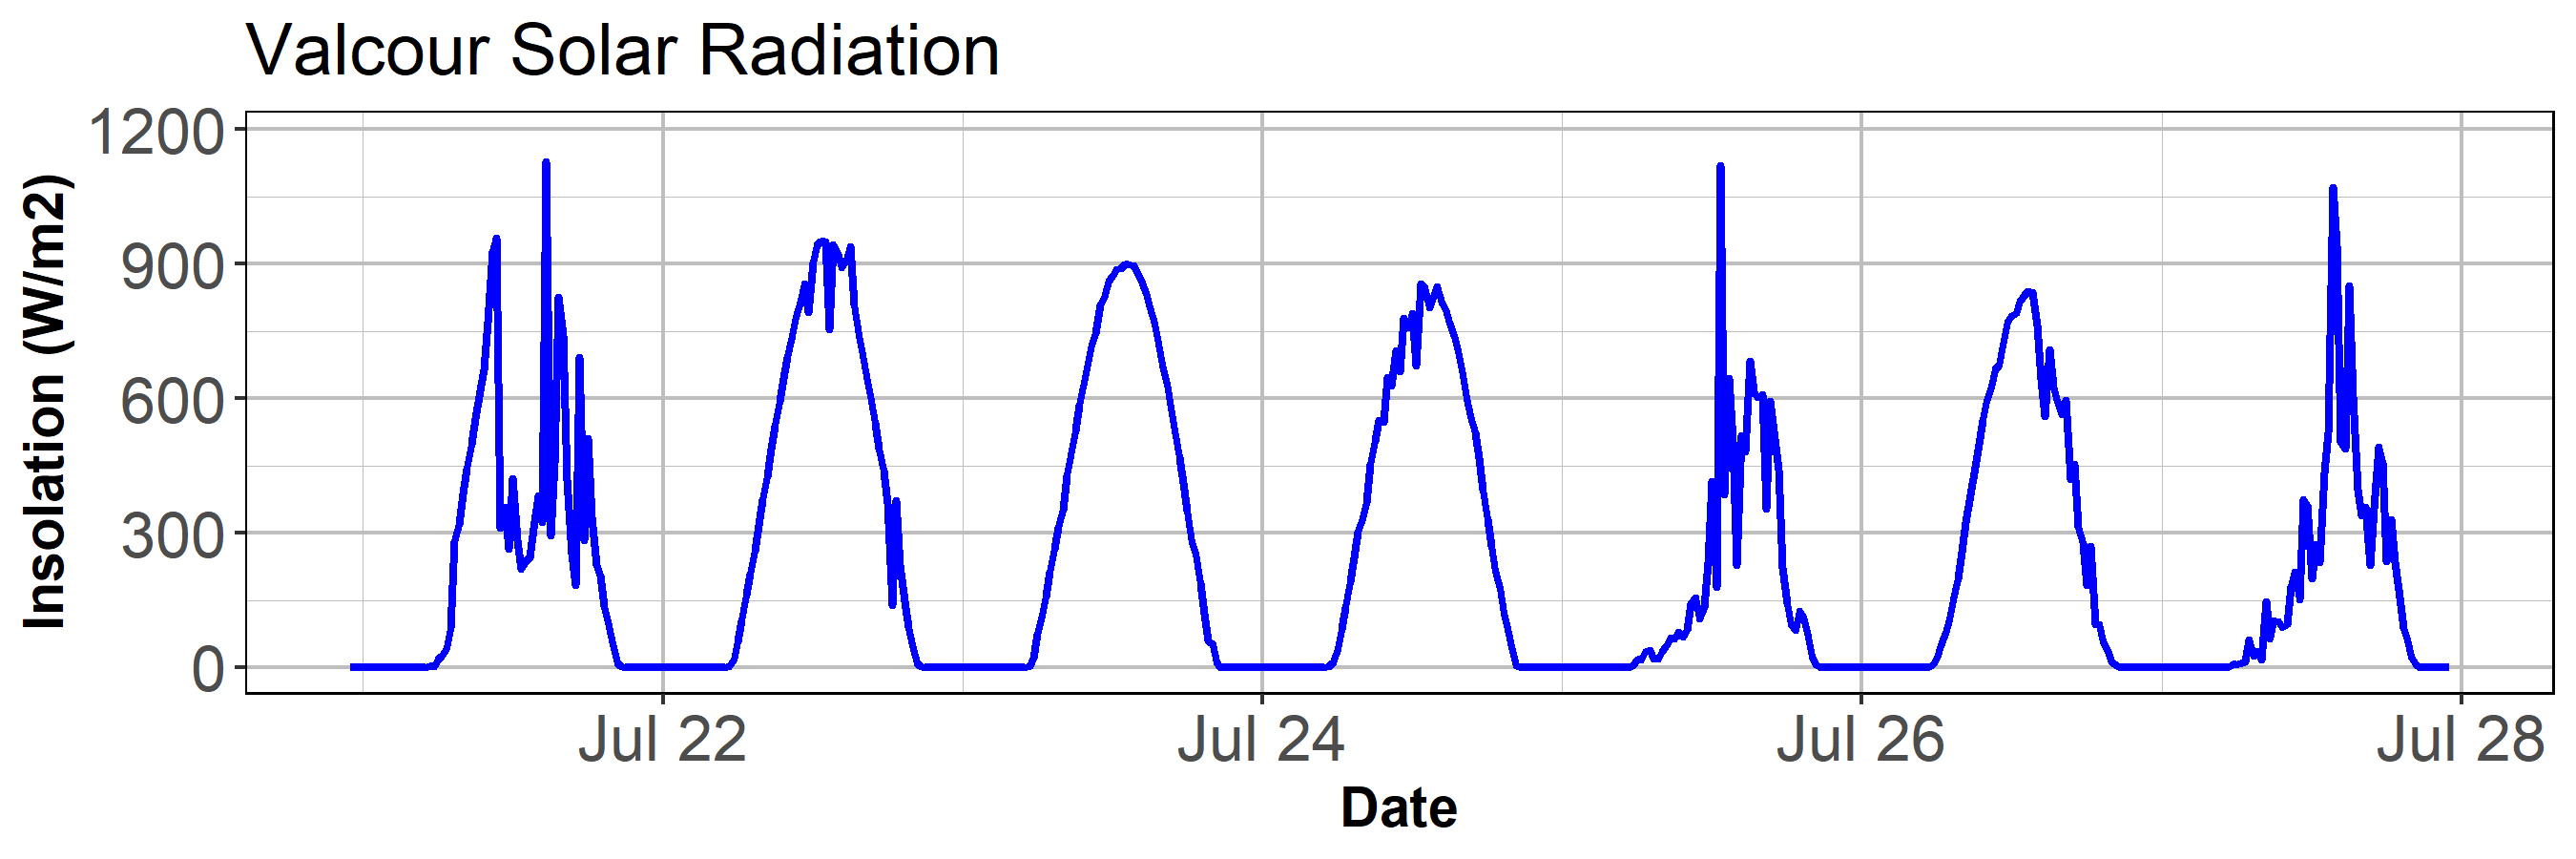 Valcour Solar Radiation
Insolation (W/m2)
1200
900
600
300
0
Jul 22 Jul 24 Jul 26 Jul 28
Date